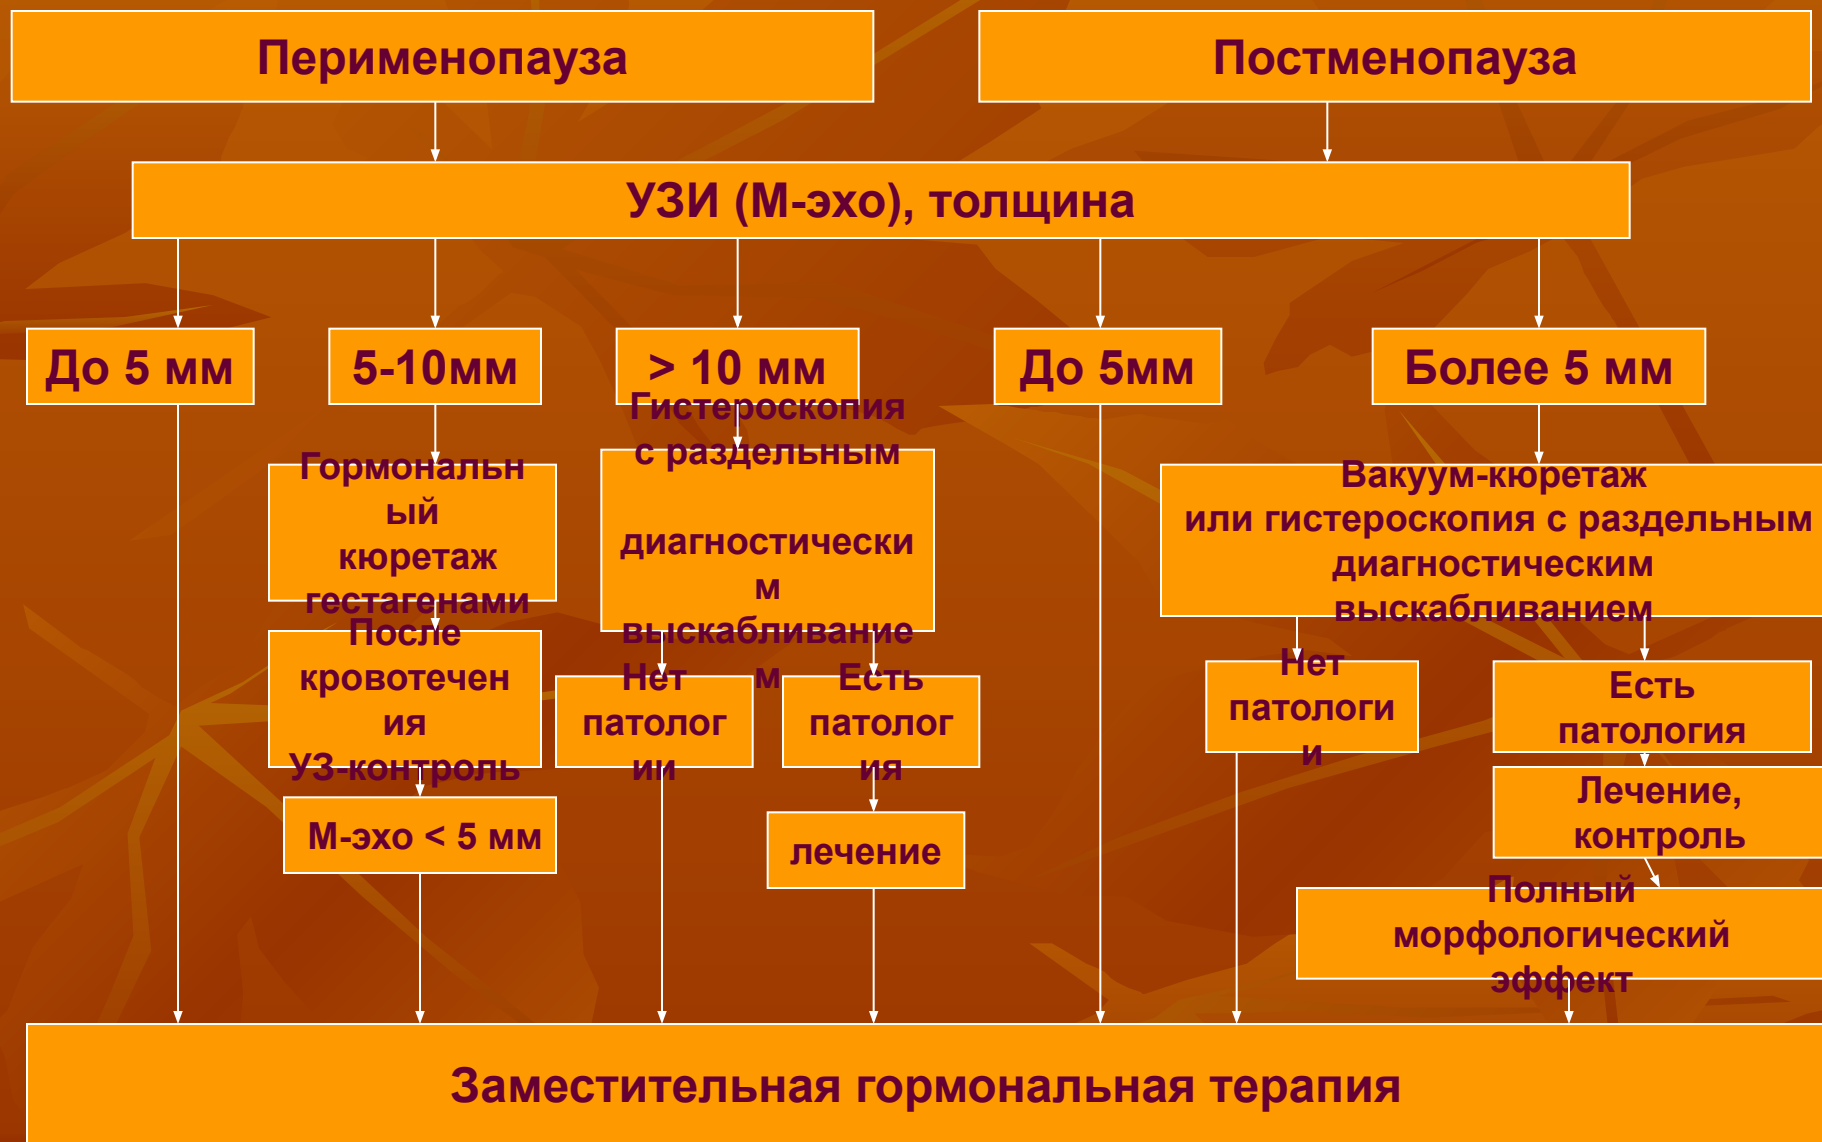 Перименопауза
Постменопауза
УЗИ (М-эхо), толщина
До 5 мм
5-10мм
> 10 мм
До 5мм
Более 5 мм
Гормональн
ый
кюретаж
гестагенами
После
кровотечен
ия
УЗ-контроль
М-эхо < 5 мм
Гистероскопия
с раздельным
диагностически
м
выскабливание
м
Нет
патолог
ии
Есть
патолог
ия
лечение
Вакуум-кюретаж
или гистероскопия с раздельным
диагностическим
выскабливанием
Нет
патологи
и
Есть
патология
Лечение,
контроль
Полный
морфологический
эффект
Заместительная гормональная терапия